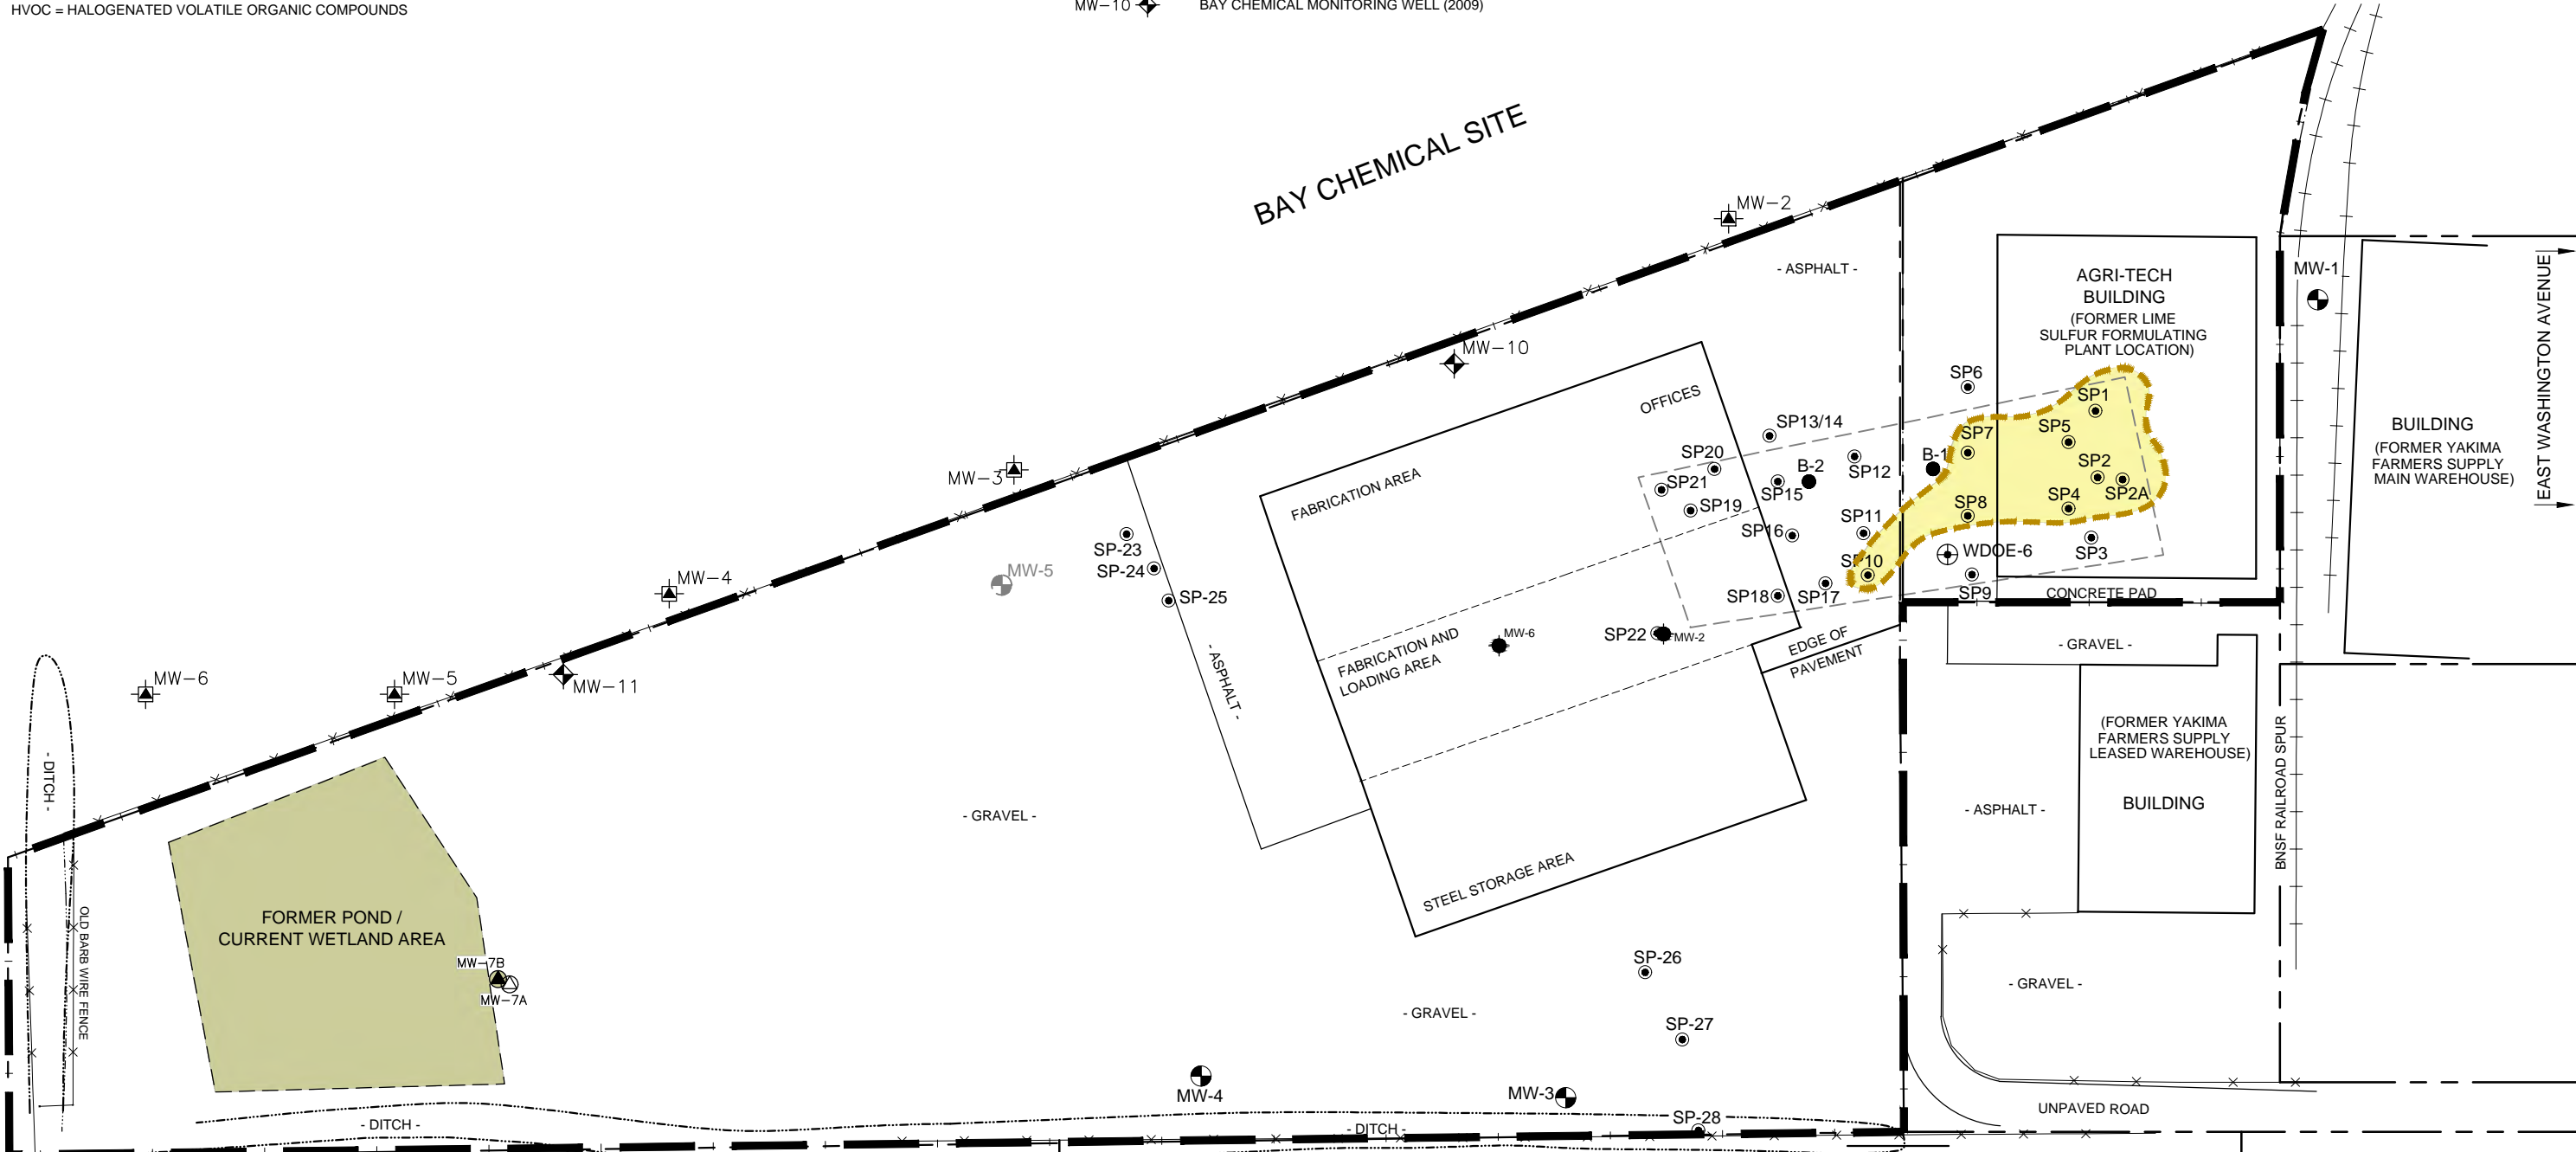 HVOC = HALOGENATED VOLATILE ORGANIC COMPOUNDS
MW-10
BAY CHEMICAL MONITORING WELL (2009)
BAY CHEMICAL SITE
MW-2
- ASPHALT -
AGRI-TECH
BUILDING
(FORMER LIME
SULFUR FORMULATING
PLANT LOCATION)
MW-1
EAST WASHINGTON AVENUE
MW-10
OFFICES
SP6
SP1
SP13/14
SP7
SP5
BUILDING
(FORMER YAKIMA
FARMERS SUPPLY
MAIN WAREHOUSE)
MW-3
FABRICATION AREA
SP20
SP21
SP19
B-2
SP15
SP12
B-1
SP2
SP2A
SP4
SP8
SP16
SP11
SP3
SP-23
SP-24
SP-25
MW-5
MW-4
SP10
WDOE-6
SP9
CONCRETE PAD
SP18
SP17
SP22
MW-2
MW-6
FABRICATION AND
LOADING AREA
EDGE OF
PAVEMENT
- GRAVEL -
- ASPHALT -
MW-6
MW-5
MW-11
- DITCH -
(FORMER YAKIMA
FARMERS SUPPLY
LEASED WAREHOUSE)
BUILDING
- ASPHALT -
BNSF RAILROAD SPUR
- GRAVEL -
STEEL STORAGE AREA
OLD BARB WIRE FENCE
FORMER POND /
CURRENT WETLAND AREA
MW-7B
MW-7A
SP-26
- GRAVEL -
- GRAVEL -
SP-27
MW-4
MW-3
SP-28
UNPAVED ROAD
- DITCH -
- DITCH -